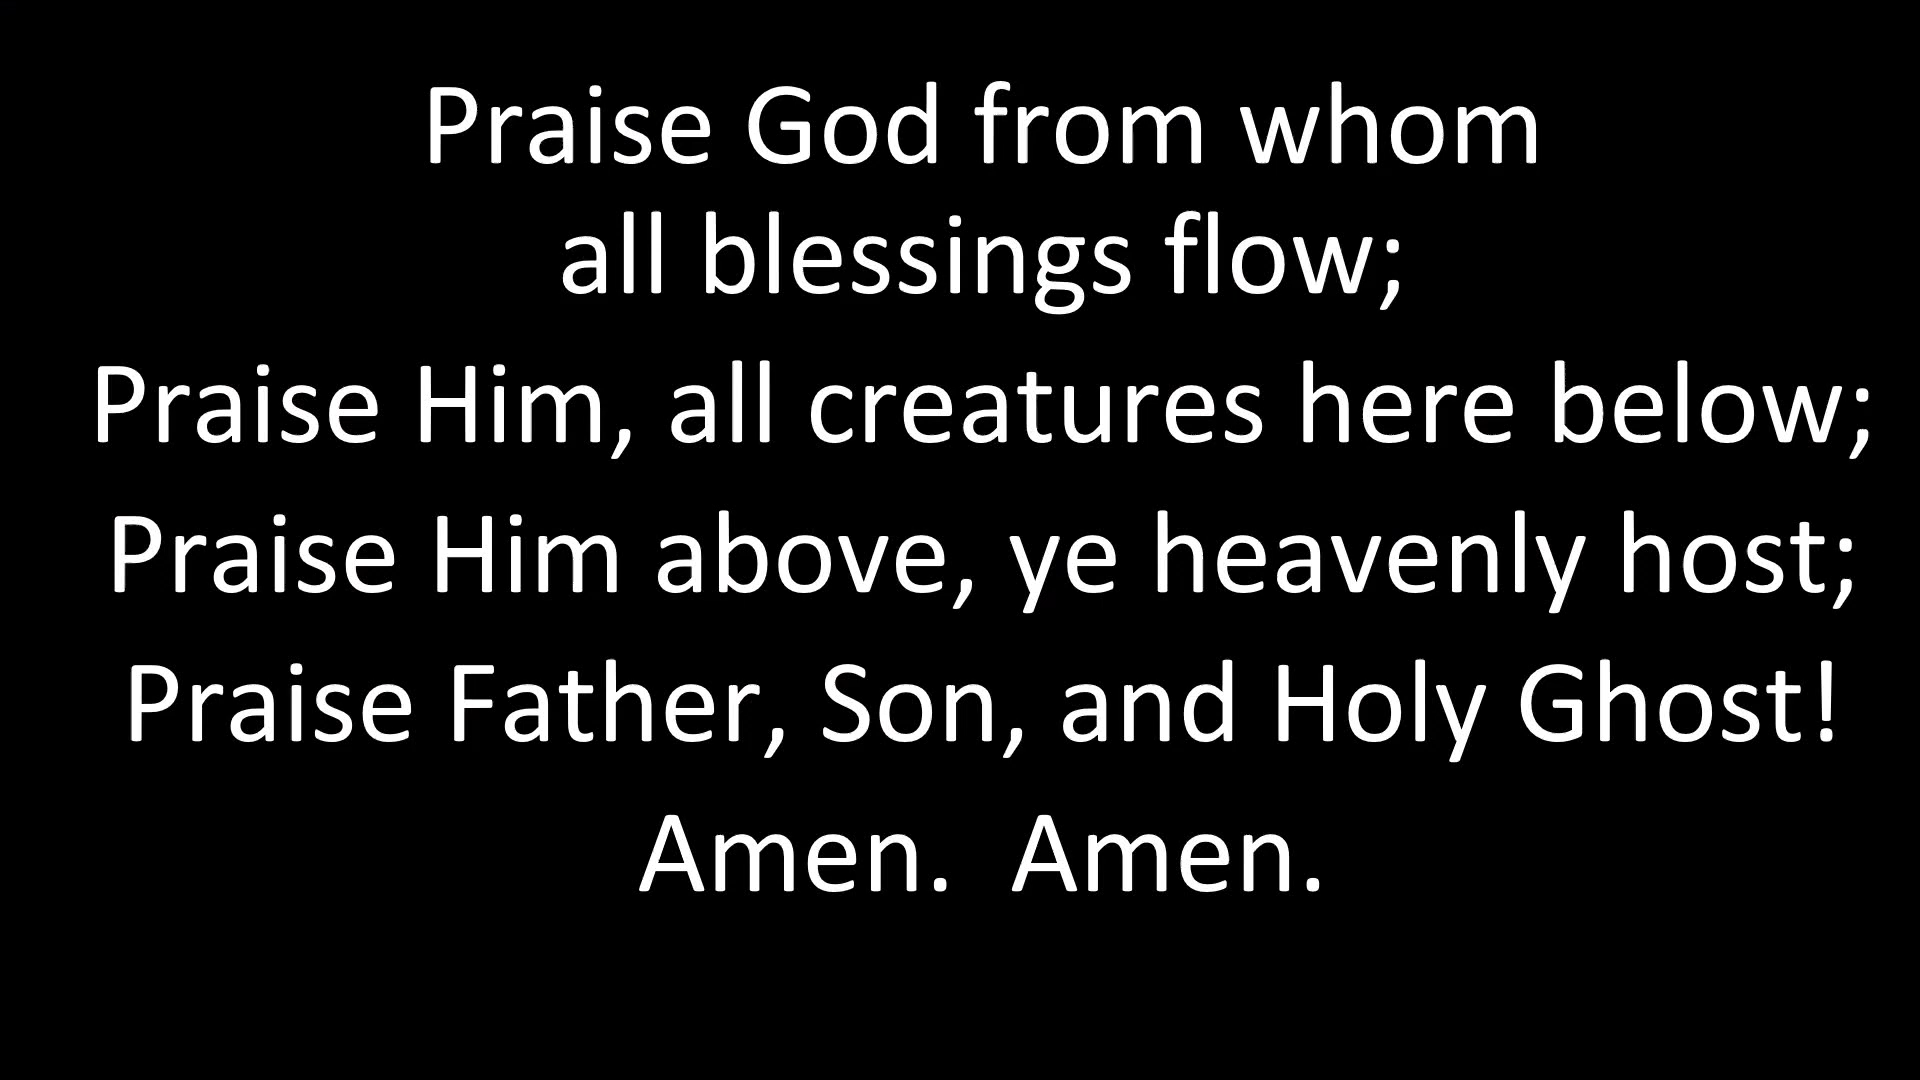 Praise God from whom
all blessings flow;
Praise Him, all creatures here below;
Praise Him above, ye heavenly host;
Praise Father, Son, and Holy Ghost!
Amen.  Amen.